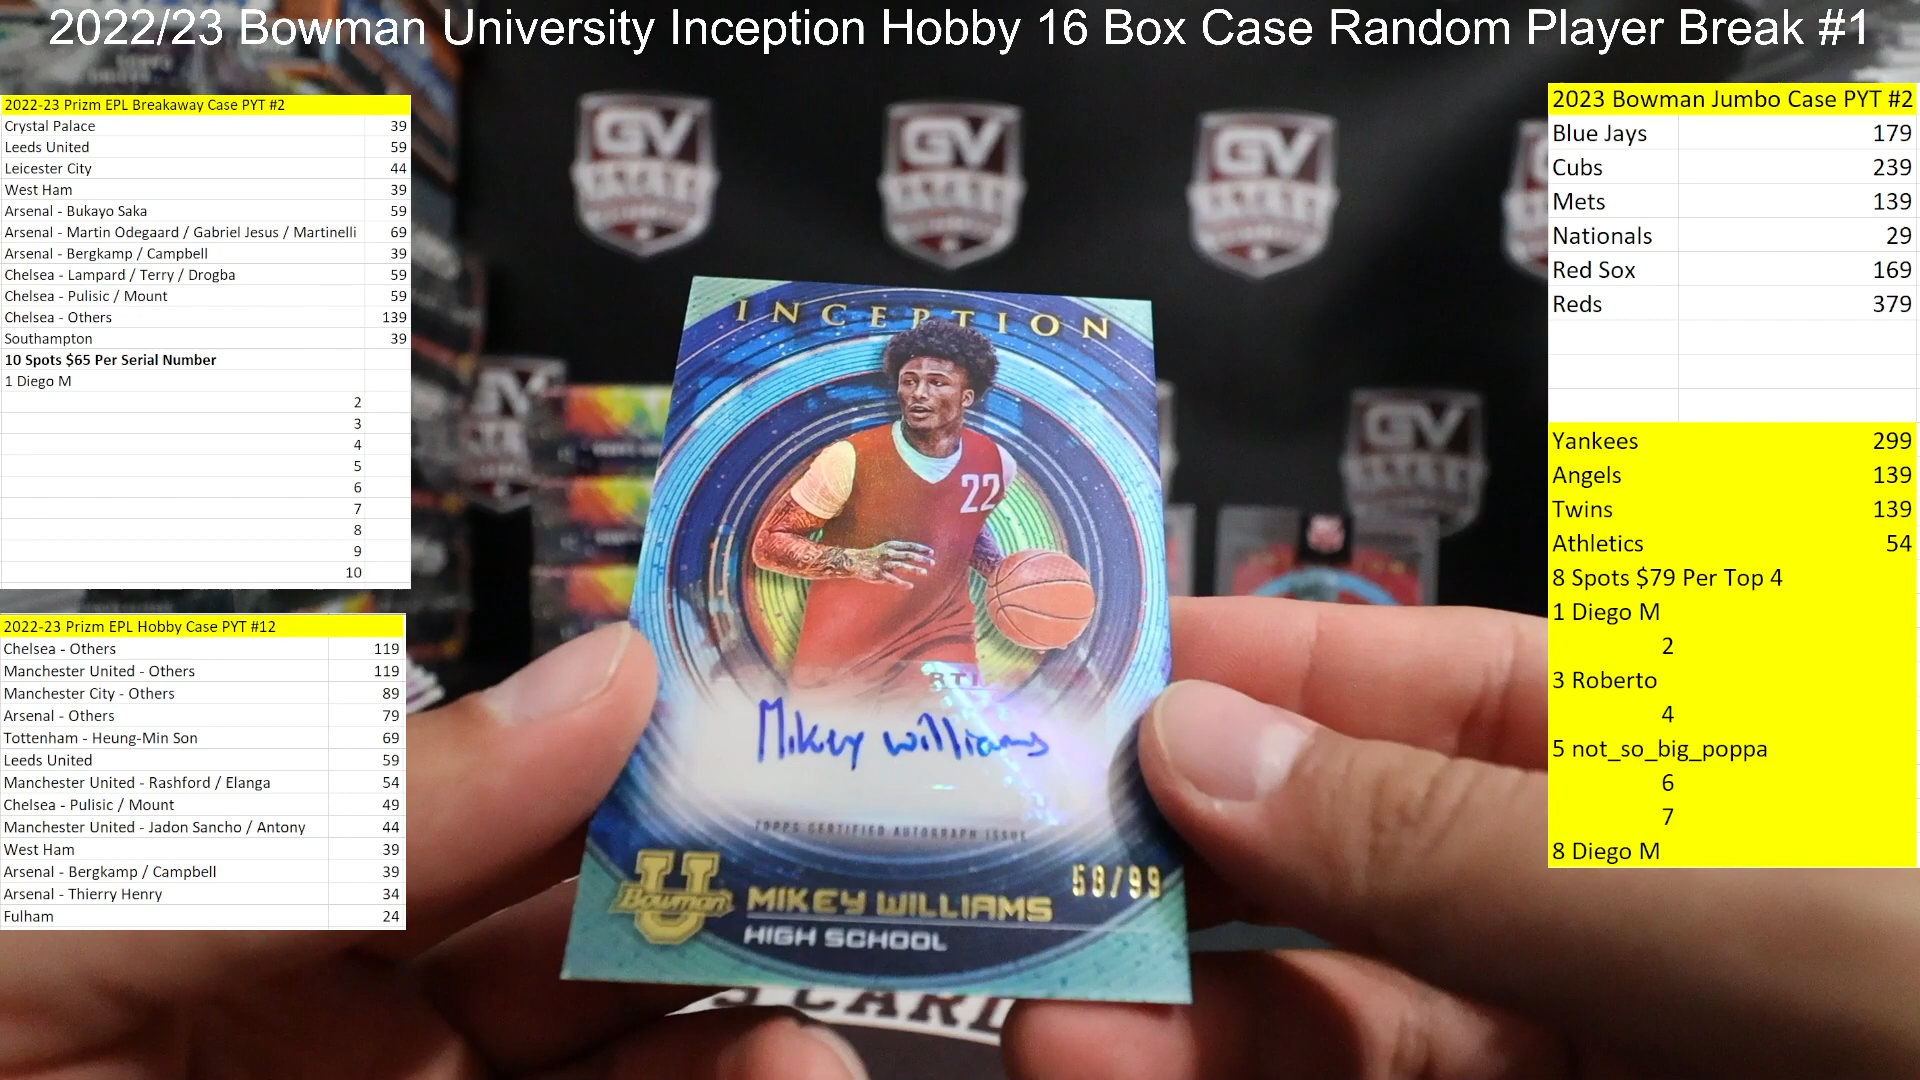 2022/23 Bowman University Inception Hobby 16 Box Case Random Player Break #1
2022-23 Prizm EPL Breakaway Case PYT #2
Crystal Palace 39
Leeds United 59
Leicester City 44
West Ham 39
Arsenal - Bukayo Saka 59
Arsenal - Martin Odegaard / Gabriel Jesus / Martinelli 69
Arsenal - Bergkamp / Campbell 39
Chelsea - Lampard / Terry / Drogba 59
Chelsea - Pulisic / Mount 59
Chelsea - Others 139
Southampton 39
10 Spots $65 Per Serial Number
1 Diego M
2
3
4
5
6
7
8
9
10
2022-23 Prizm EPL Hobby Case PYT #12
Chelsea - Others 119
Manchester United - Others 119
Manchester City - Others 89
Arsenal - Others 79
Tottenham - Heung-Min Son 69
Leeds United 59
Manchester United - Rashford / Elanga 54
Chelsea - Pulisic / Mount 49
Manchester United - Jadon Sancho / Antony 44
West Ham 39
Arsenal - Bergkamp / Campbell 39
Arsenal - Thierry Henry 34
Fulham 24
GV
GV
GV
GV
INCEPTION
22
Mikey Williams
TOPPS CERTIFIED AUTOGRAPH ISSUE
59/99
U
Bowman
MIKEY WILLIAMS
HIGH SCHOOL
2023 Bowman Jumbo Case PYT #2
Blue Jays 179
Cubs 239
Mets 139
Nationals 29
Red Sox 169
Reds 379
Yankees 299
Angels 139
Twins 139
Athletics 54
8 Spots $79 Per Top 4
1 Diego M
2
3 Roberto
4
5 not_so_big_poppa
6
7
8 Diego M